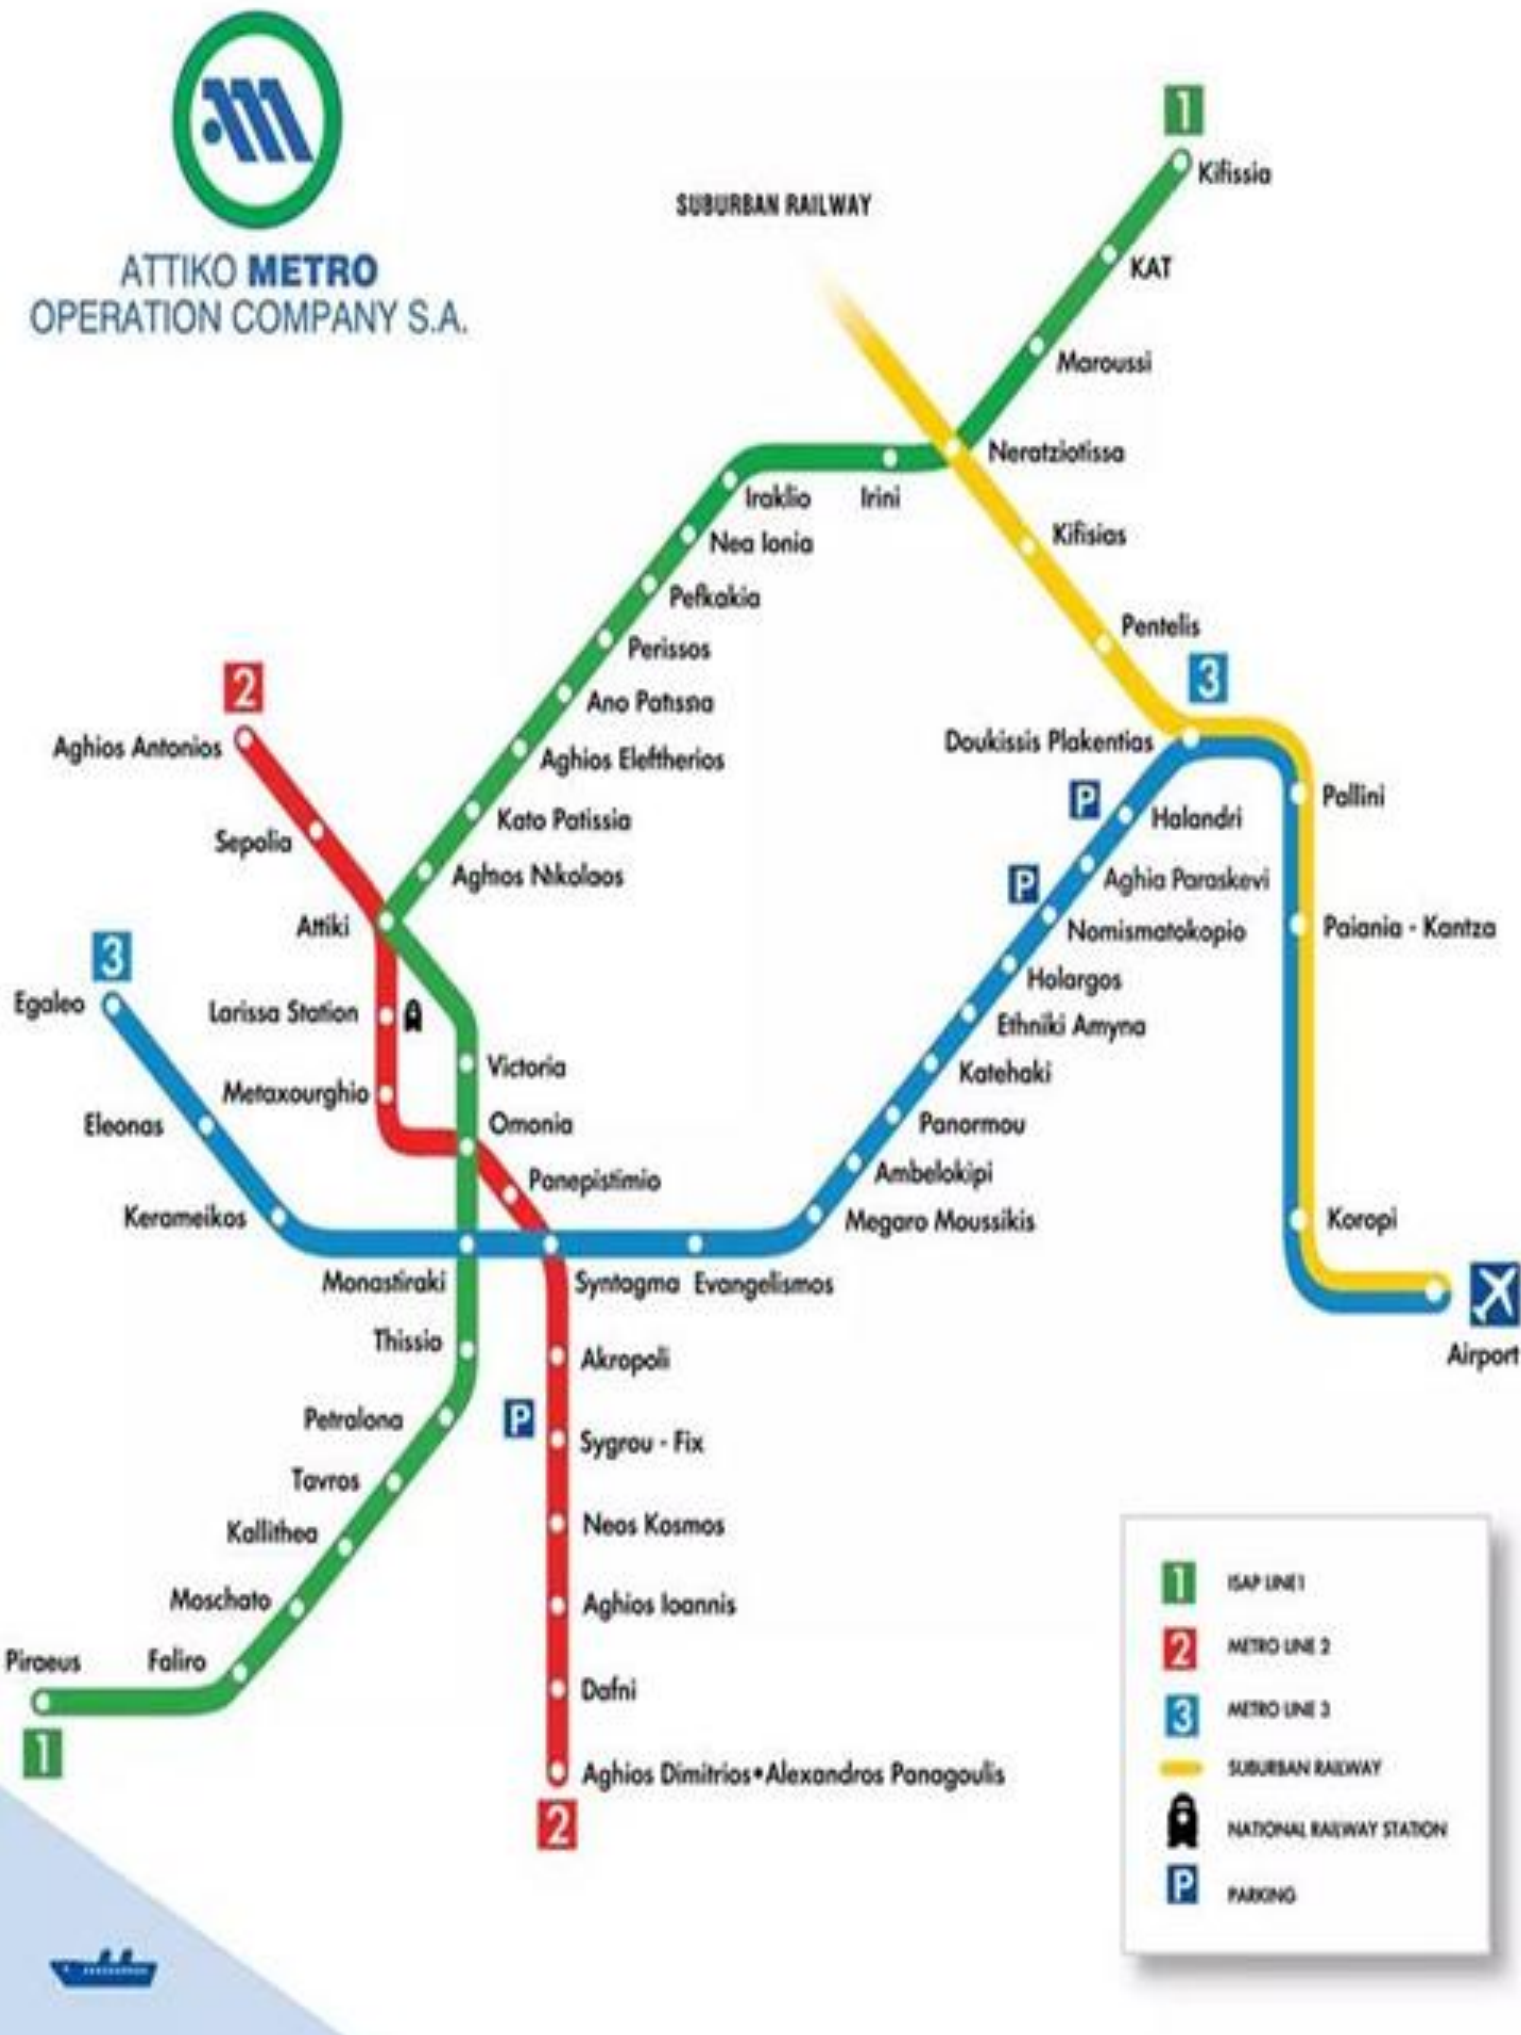 ATTIKO METRO
OPERATION COMPANY S.A.
SUBURBAN RAILWAY
1
Kifissia
KAT
Maroussi
Neratziotissa
Iraklio
Irini
Nea Ionia
Kifisias
Pefkakia
Pentelis
Perissos
2
3
Ano Patissia
Aghios Antonios
Doukissis Plakentias
Aghios Eleftherios
P
Pallini
Kato Patissia
Halandri
Sepolia
P
Aghios Nikolaos
Aghia Paraskevi
Attiki
Nomismatokopio
Paiania - Kantza
3
Holargos
Egaleo
Larissa Station
Ethniki Amyna
Victoria
Katehaki
Metaxourghio
Eleonas
Omonia
Panormou
Panepistimio
Ambelokipi
Kerameikos
Megaro Moussikis
Koropi
Monastiraki
Syntagma
Evangelismos
Thissio
Akropoli
Airport
Petralona
P
Sygrou - Fix
Tavros
Kallithea
Neos Kosmos
Moschato
Aghios Ioannis
Piraeus
Faliro
Dafni
1
Aghios Dimitrios•Alexandros Panagoulis
2
1 ISAP LINE1
2 METRO LINE 2
3 METRO LINE 3
SUBURBAN RAILWAY
NATIONAL RAILWAY STATION
P PARKING